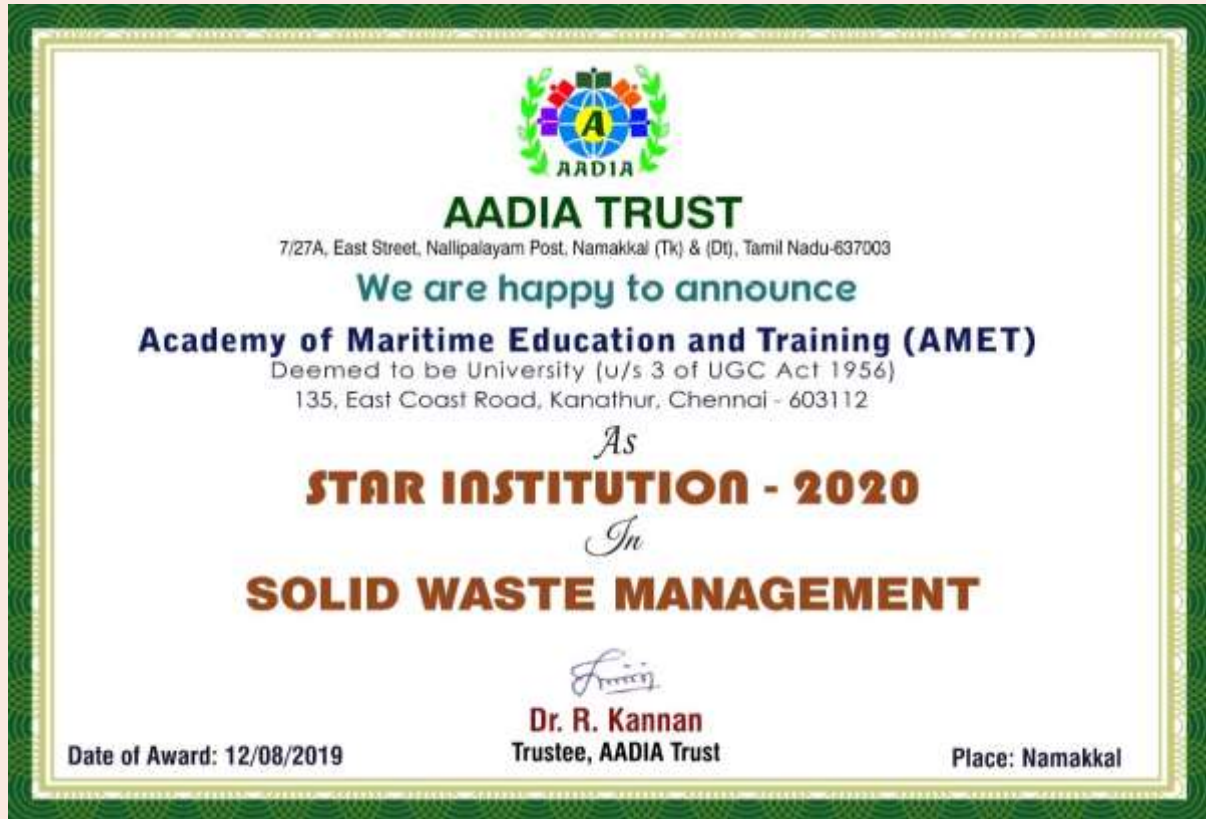 A
AADIA
AADIA TRUST
7/27A, East Street, Nallipalayam Post, Namakkal (Tk) & (Dt), Tamil Nadu-637003
We are happy to announce
Academy of Maritime Education and Training (AMET)
Deemed to be University (u/s 3 of UGC Act 1956)
135, East Coast Road, Kanathur, Chennai - 603112
As
STAR INSTITUTION - 2020
In
SOLID WASTE MANAGEMENT
Dr. R. Kannan
Trustee, AADIA Trust
Date of Award: 12/08/2019
Place: Namakkal